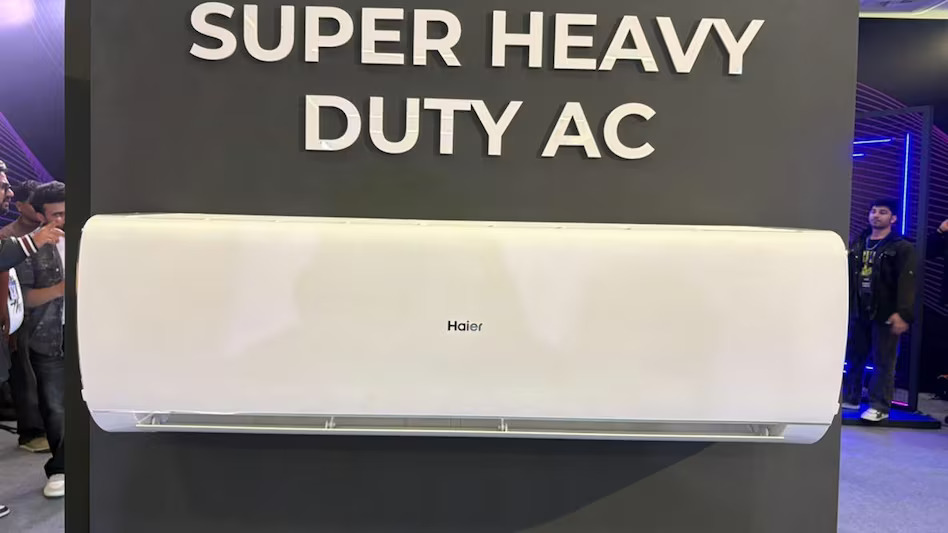 SUPER HEAVY
DUTY AC
Haier